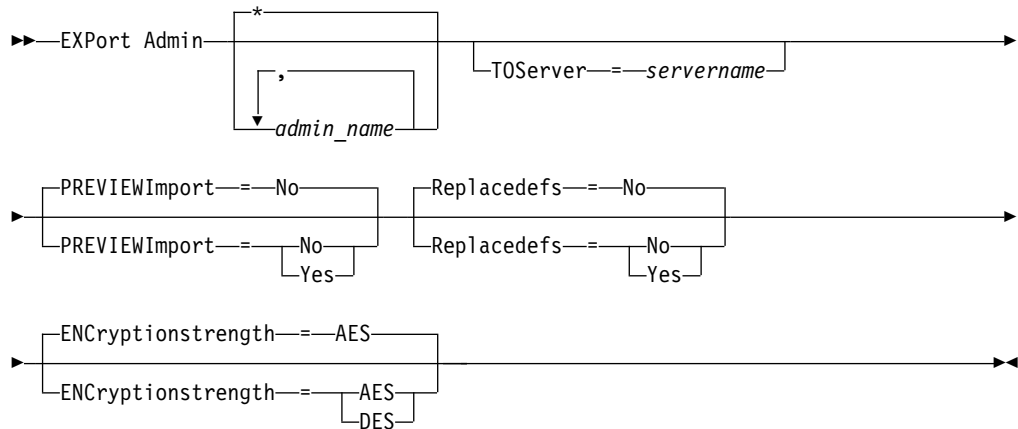 *
EXPort Admin
TOServer = servername
,
admin_name
PREVIEWImport = No
Replacedefs = No
PREVIEWImport = No
Replacedefs = No
Yes
Yes
ENCryptionstrength = AES
ENCryptionstrength = AES
DES